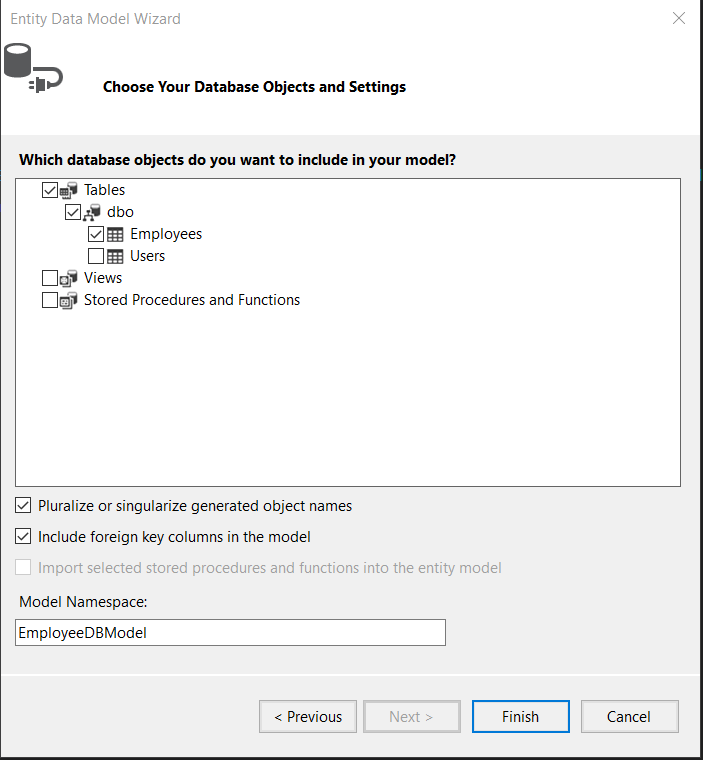 Entity Data Model Wizard
Choose Your Database Objects and Settings
Which database objects do you want to include in your model?
Tables
dbo
Employees
Users
Views
Stored Procedures and Functions
Pluralize or singularize generated object names
Include foreign key columns in the model
Import selected stored procedures and functions into the entity model
Model Namespace:
EmployeeDBModel
< Previous Next > Finish Cancel